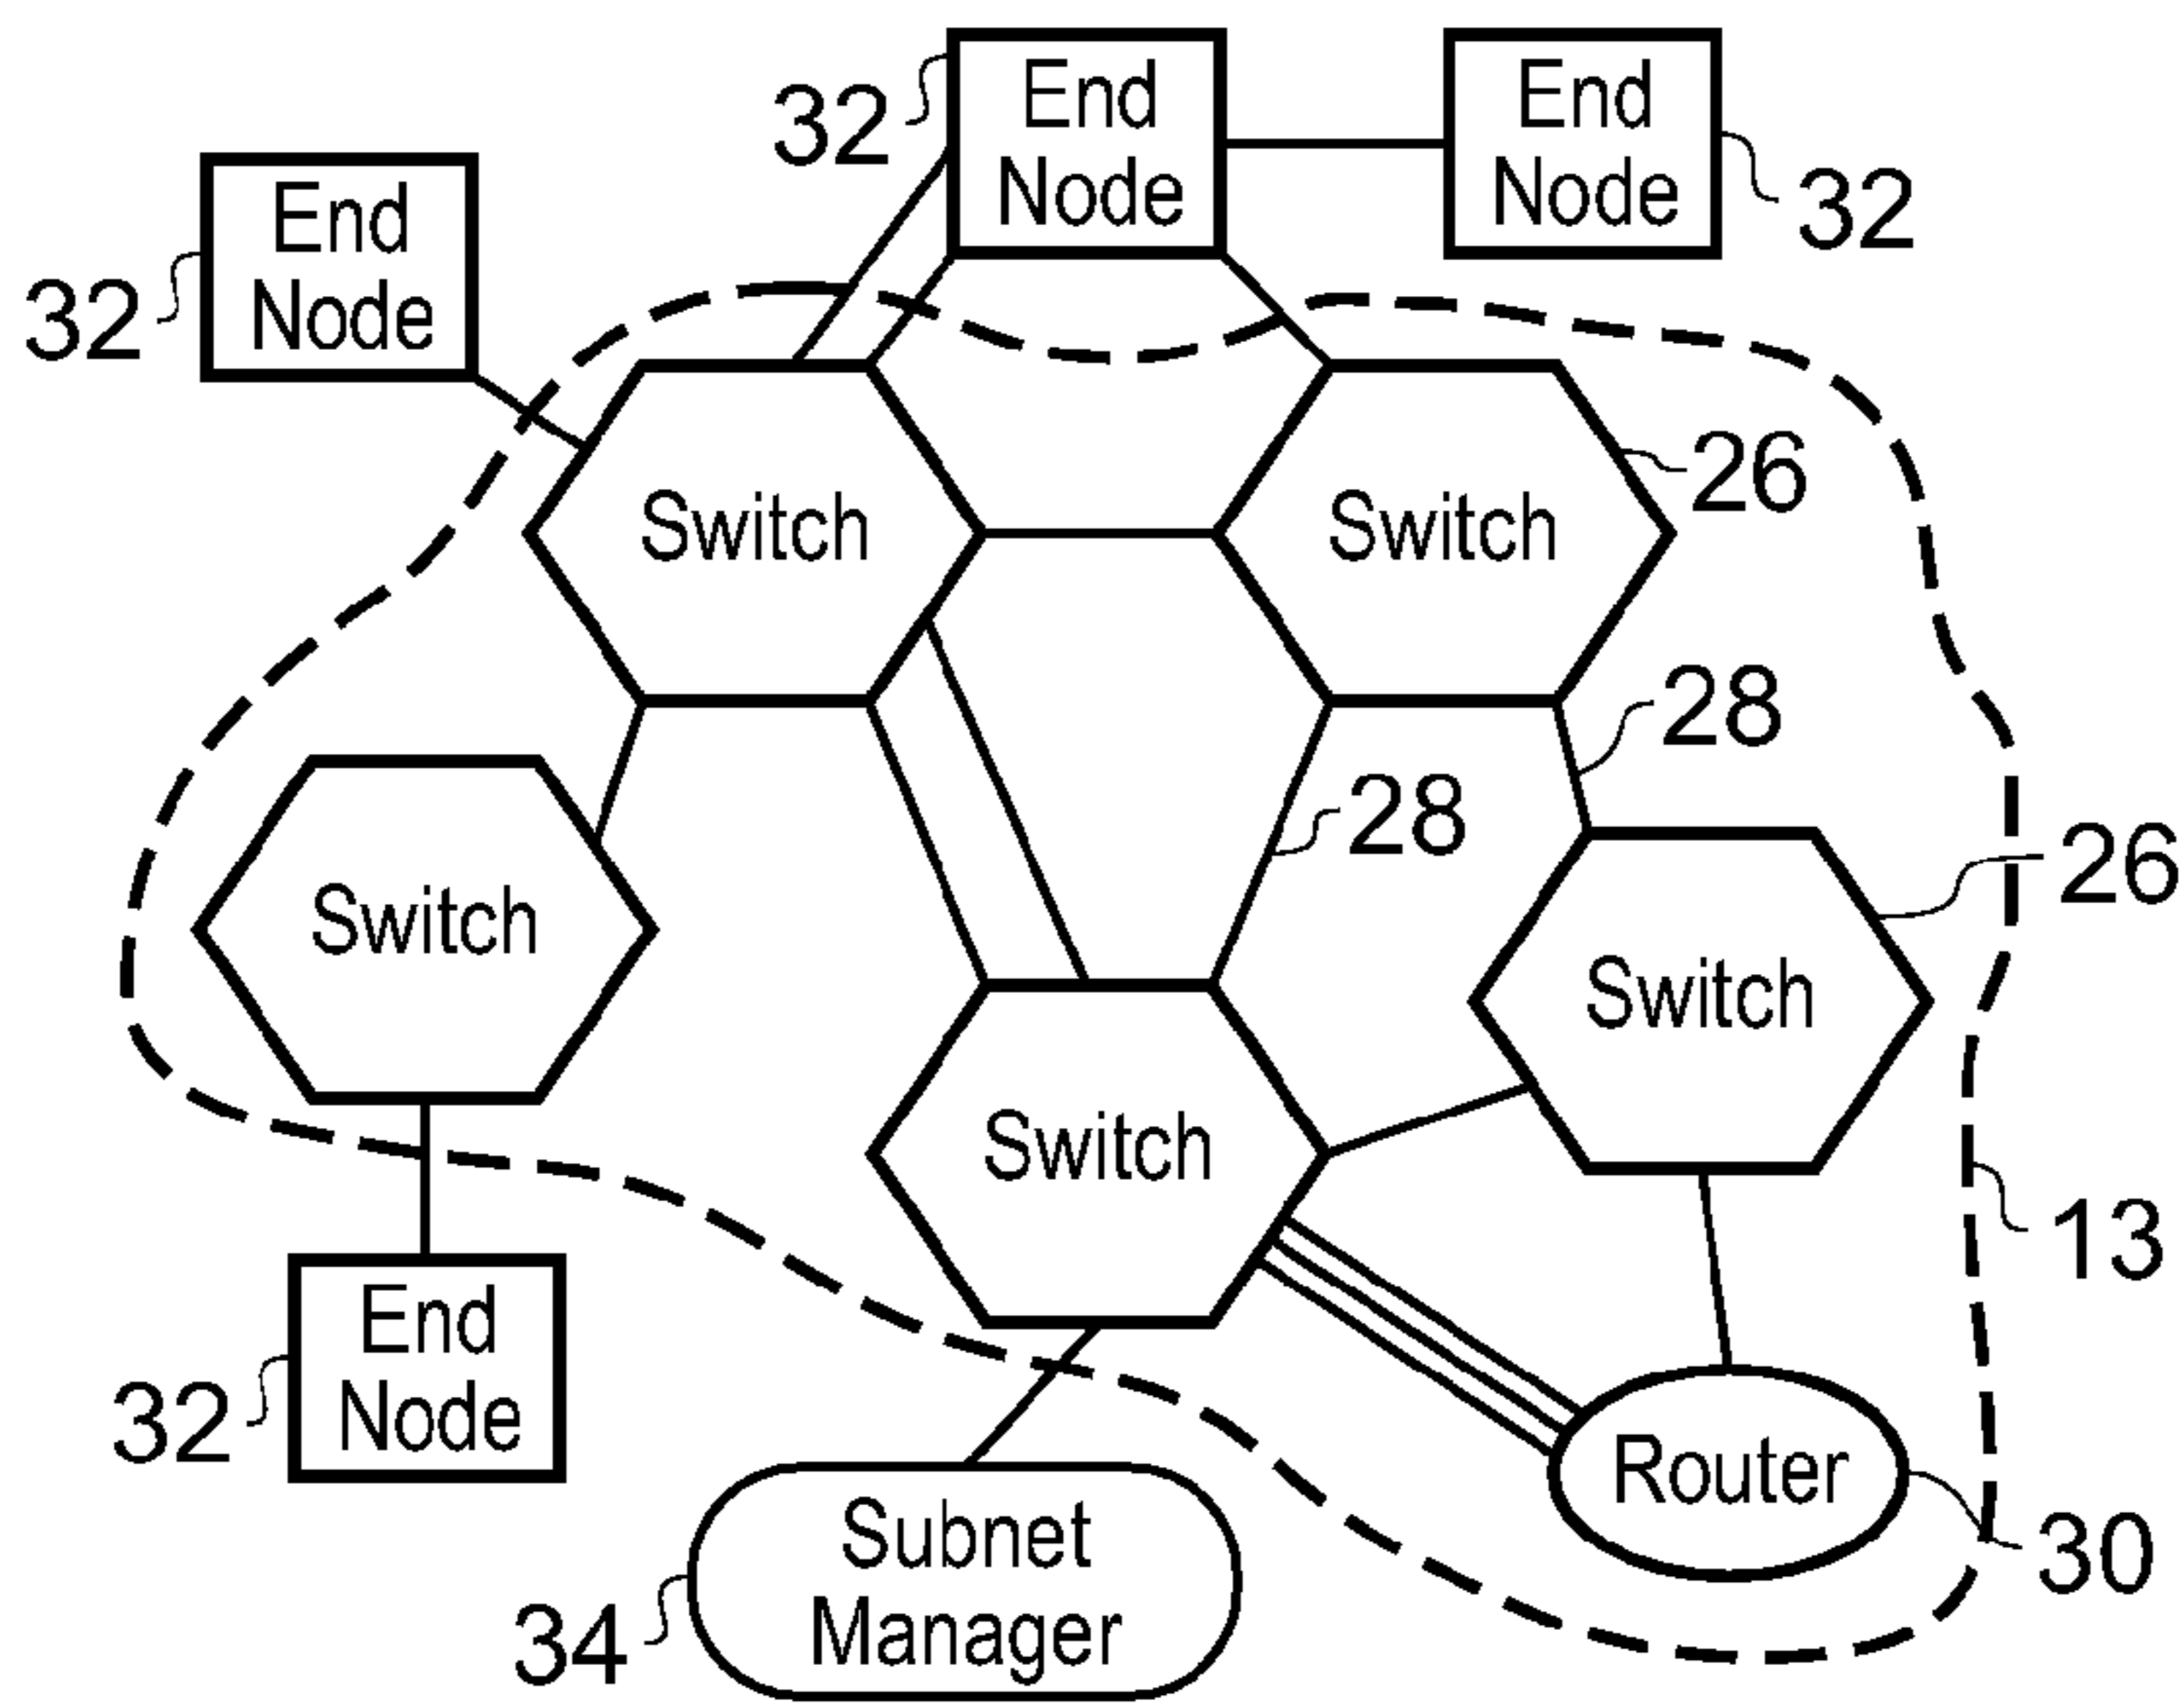 End
Node
32
End
Node
32
End
Node
32
Switch
Switch
26
28
28
Switch
Switch
26
Switch
13
End
Node
32
Router
30
Subnet
Manager
34